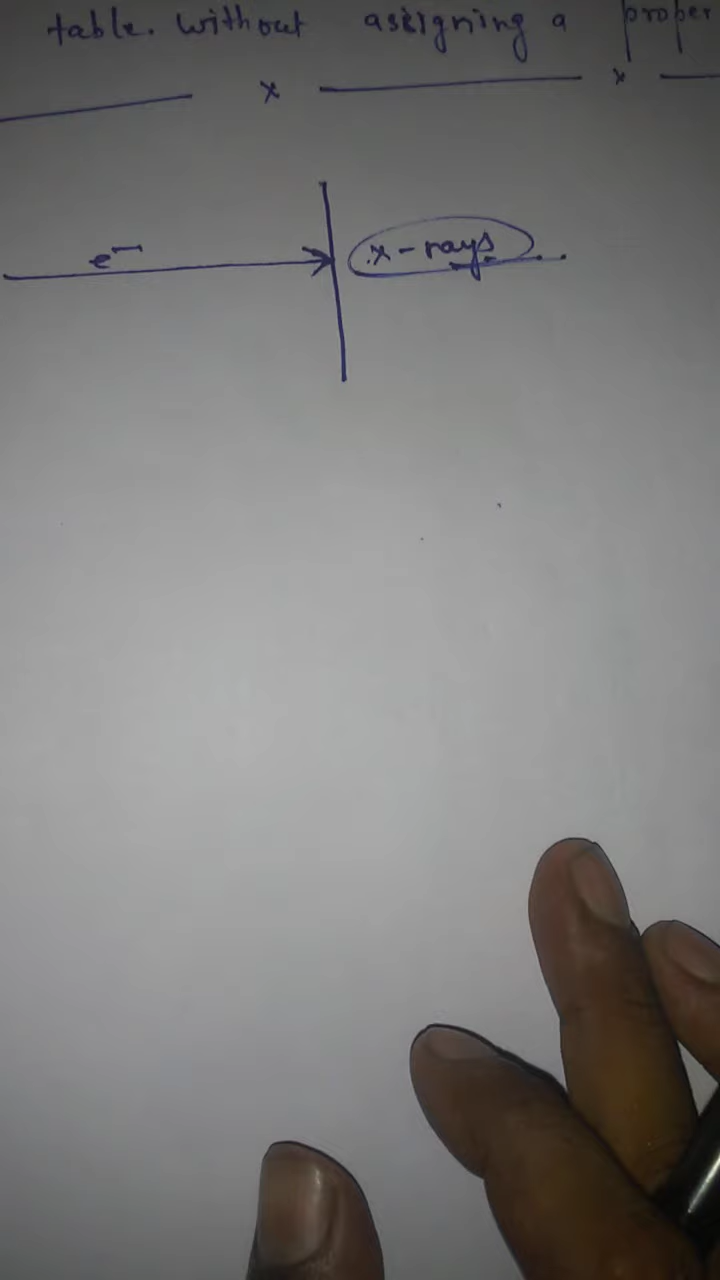 table. without assigning a proper
x x
e⁻ x-rays